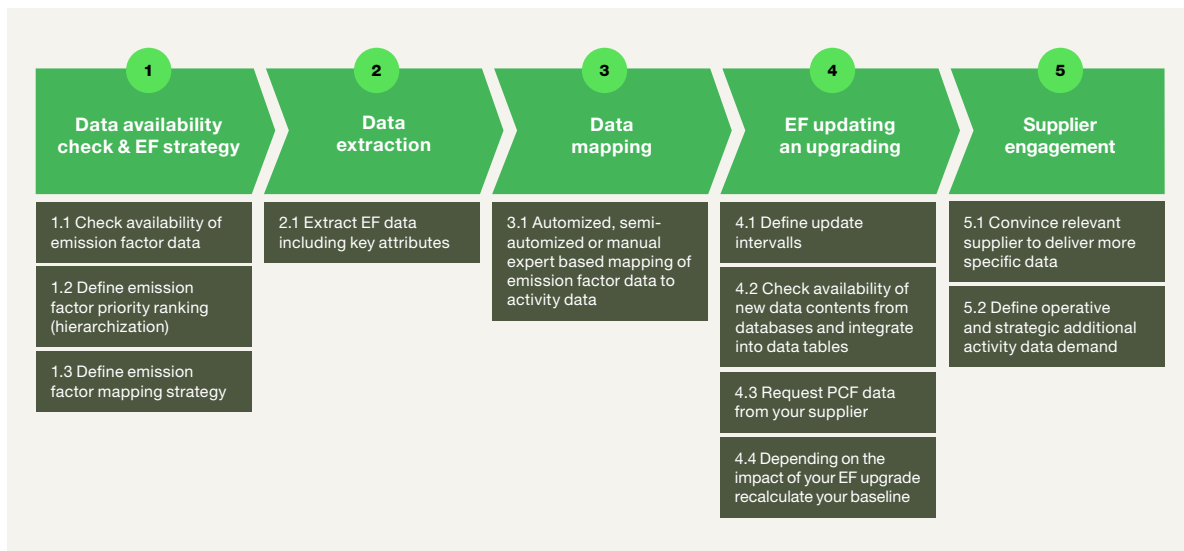 1
Data availability
check & EF strategy
1.1 Check availability of
emission factor data
1.2 Define emission
factor priority ranking
(hierarchization)
1.3 Define emission
factor mapping strategy
2
Data
extraction
2.1 Extract EF data
including key attributes
3
Data
mapping
3.1 Automized, semi-
automized or manual
expert based mapping of
emission factor data to
activity data
4
EF updating
an upgrading
4.1 Define update
intervalls
4.2 Check availability of
new data contents from
databases and integrate
into data tables
4.3 Request PCF data
from your supplier
4.4 Depending on the
impact of your EF upgrade
recalculate your baseline
5
Supplier
engagement
5.1 Convince relevant
supplier to deliver more
specific data
5.2 Define operative
and strategic additional
activity data demand